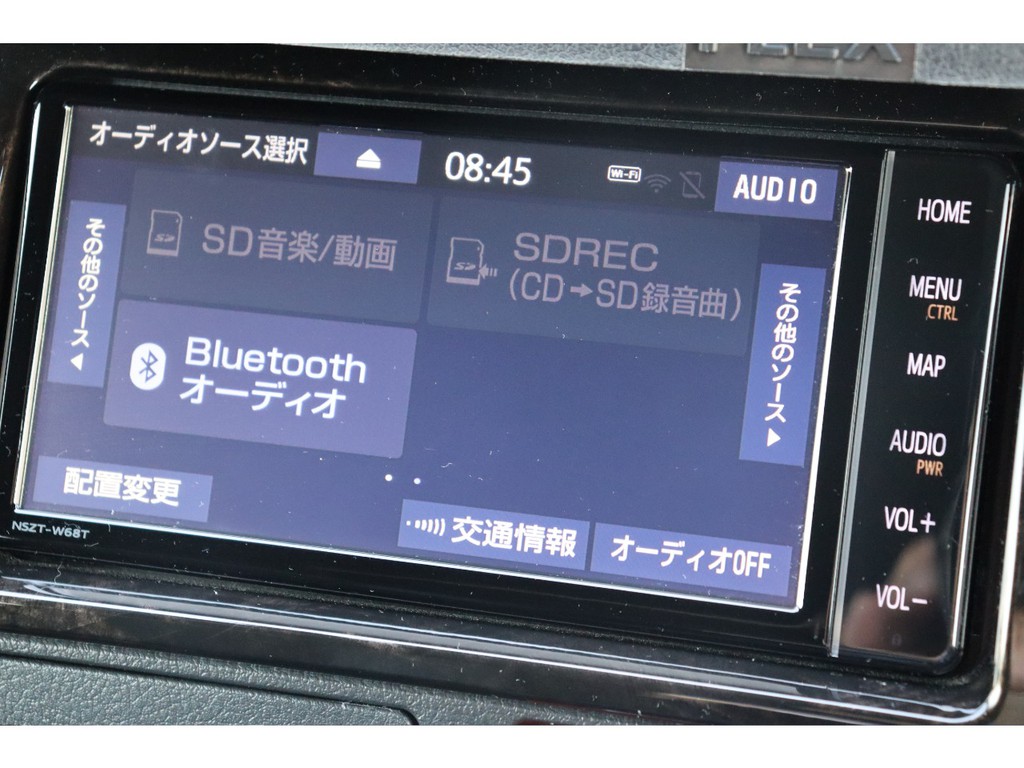 オーディオソース選択
08:45
Wi-Fi
AUDIO
その他のソース
SD
SD音楽/動画
SD
SDREC
(CD→SD録音曲)
その他のソース
Bluetooth
オーディオ
配置変更
交通情報
オーディオOFF
NSZT-W68T
HOME
MENU
CTRL
MAP
AUDIO
PWR
VOL+
VOL-